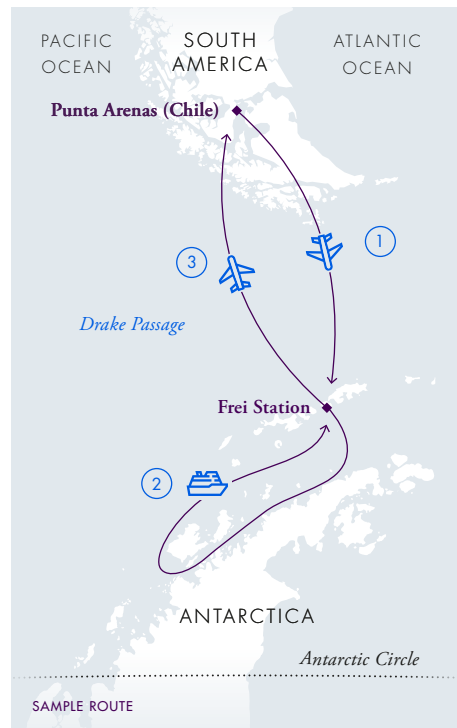 PACIFIC
OCEAN
SOUTH
AMERICA
ATLANTIC
OCEAN
Punta Arenas (Chile)
1
3
Drake Passage
Frei Station
2
ANTARCTICA
Antarctic Circle
SAMPLE ROUTE